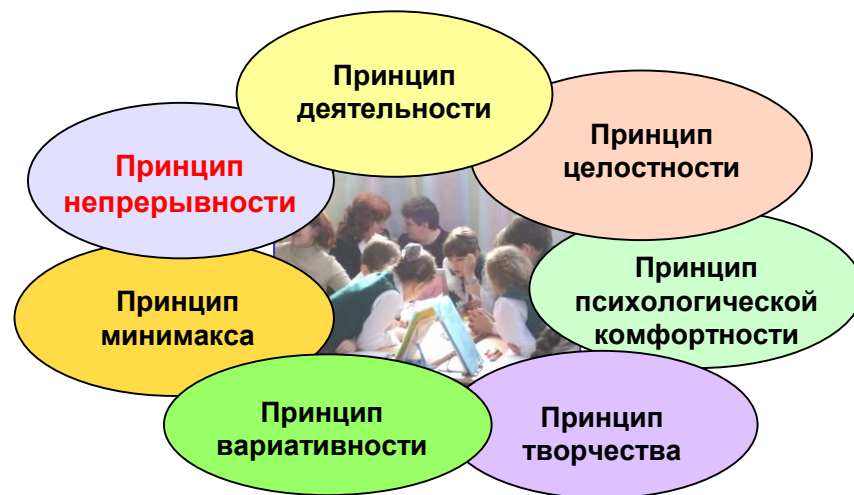 Принцип
деятельности
Принцип
целостности
Принцип
непрерывности
Принцип
психологической
комфортности
Принцип
минимакса
Принцип
вариативности
Принцип
творчества